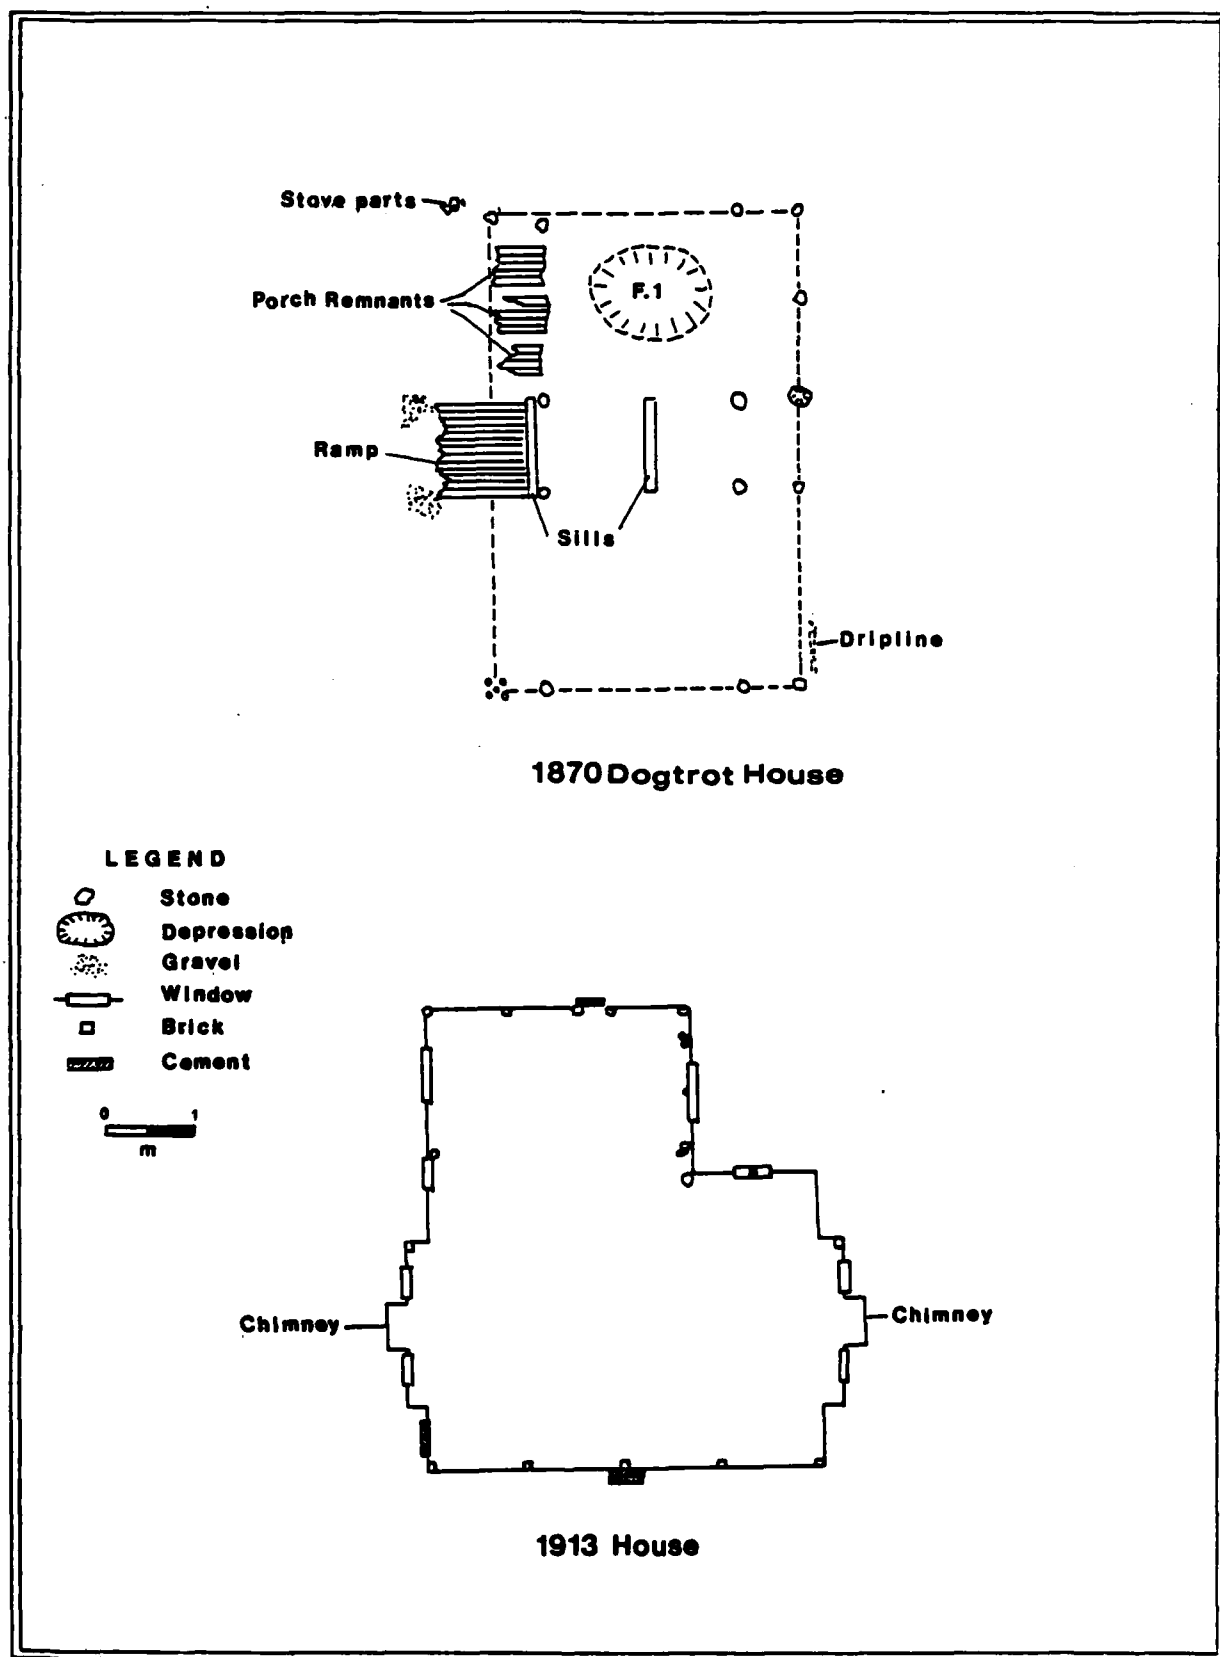 Stove parts
F.1
Porch Remnants
Ramp
Sills
Dripline
1870 Dogtrot House
LEGEND
Stone
Depression
Gravel
Window
Brick
Cement
0 1
m
Chimney
Chimney
1913 House